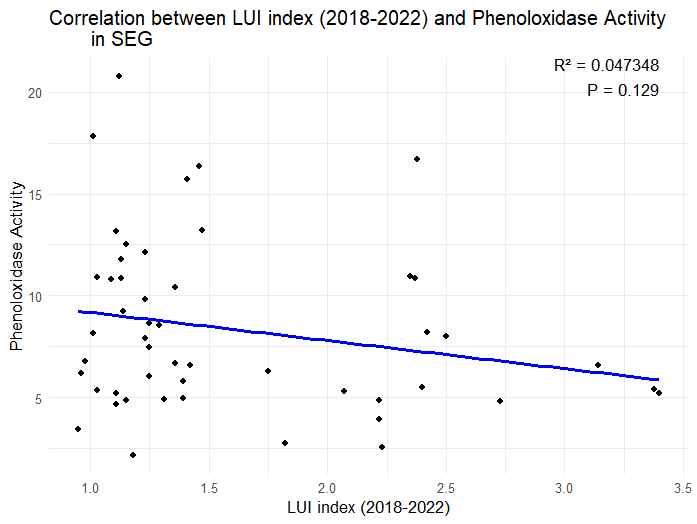 Correlation between LUI index (2018-2022) and Phenoloxidase Activity
in SEG
R² = 0.047348
P = 0.129
Phenoloxidase Activity
20
15
10
5
1.0 1.5 2.0 2.5 3.0 3.5
LUI index (2018-2022)